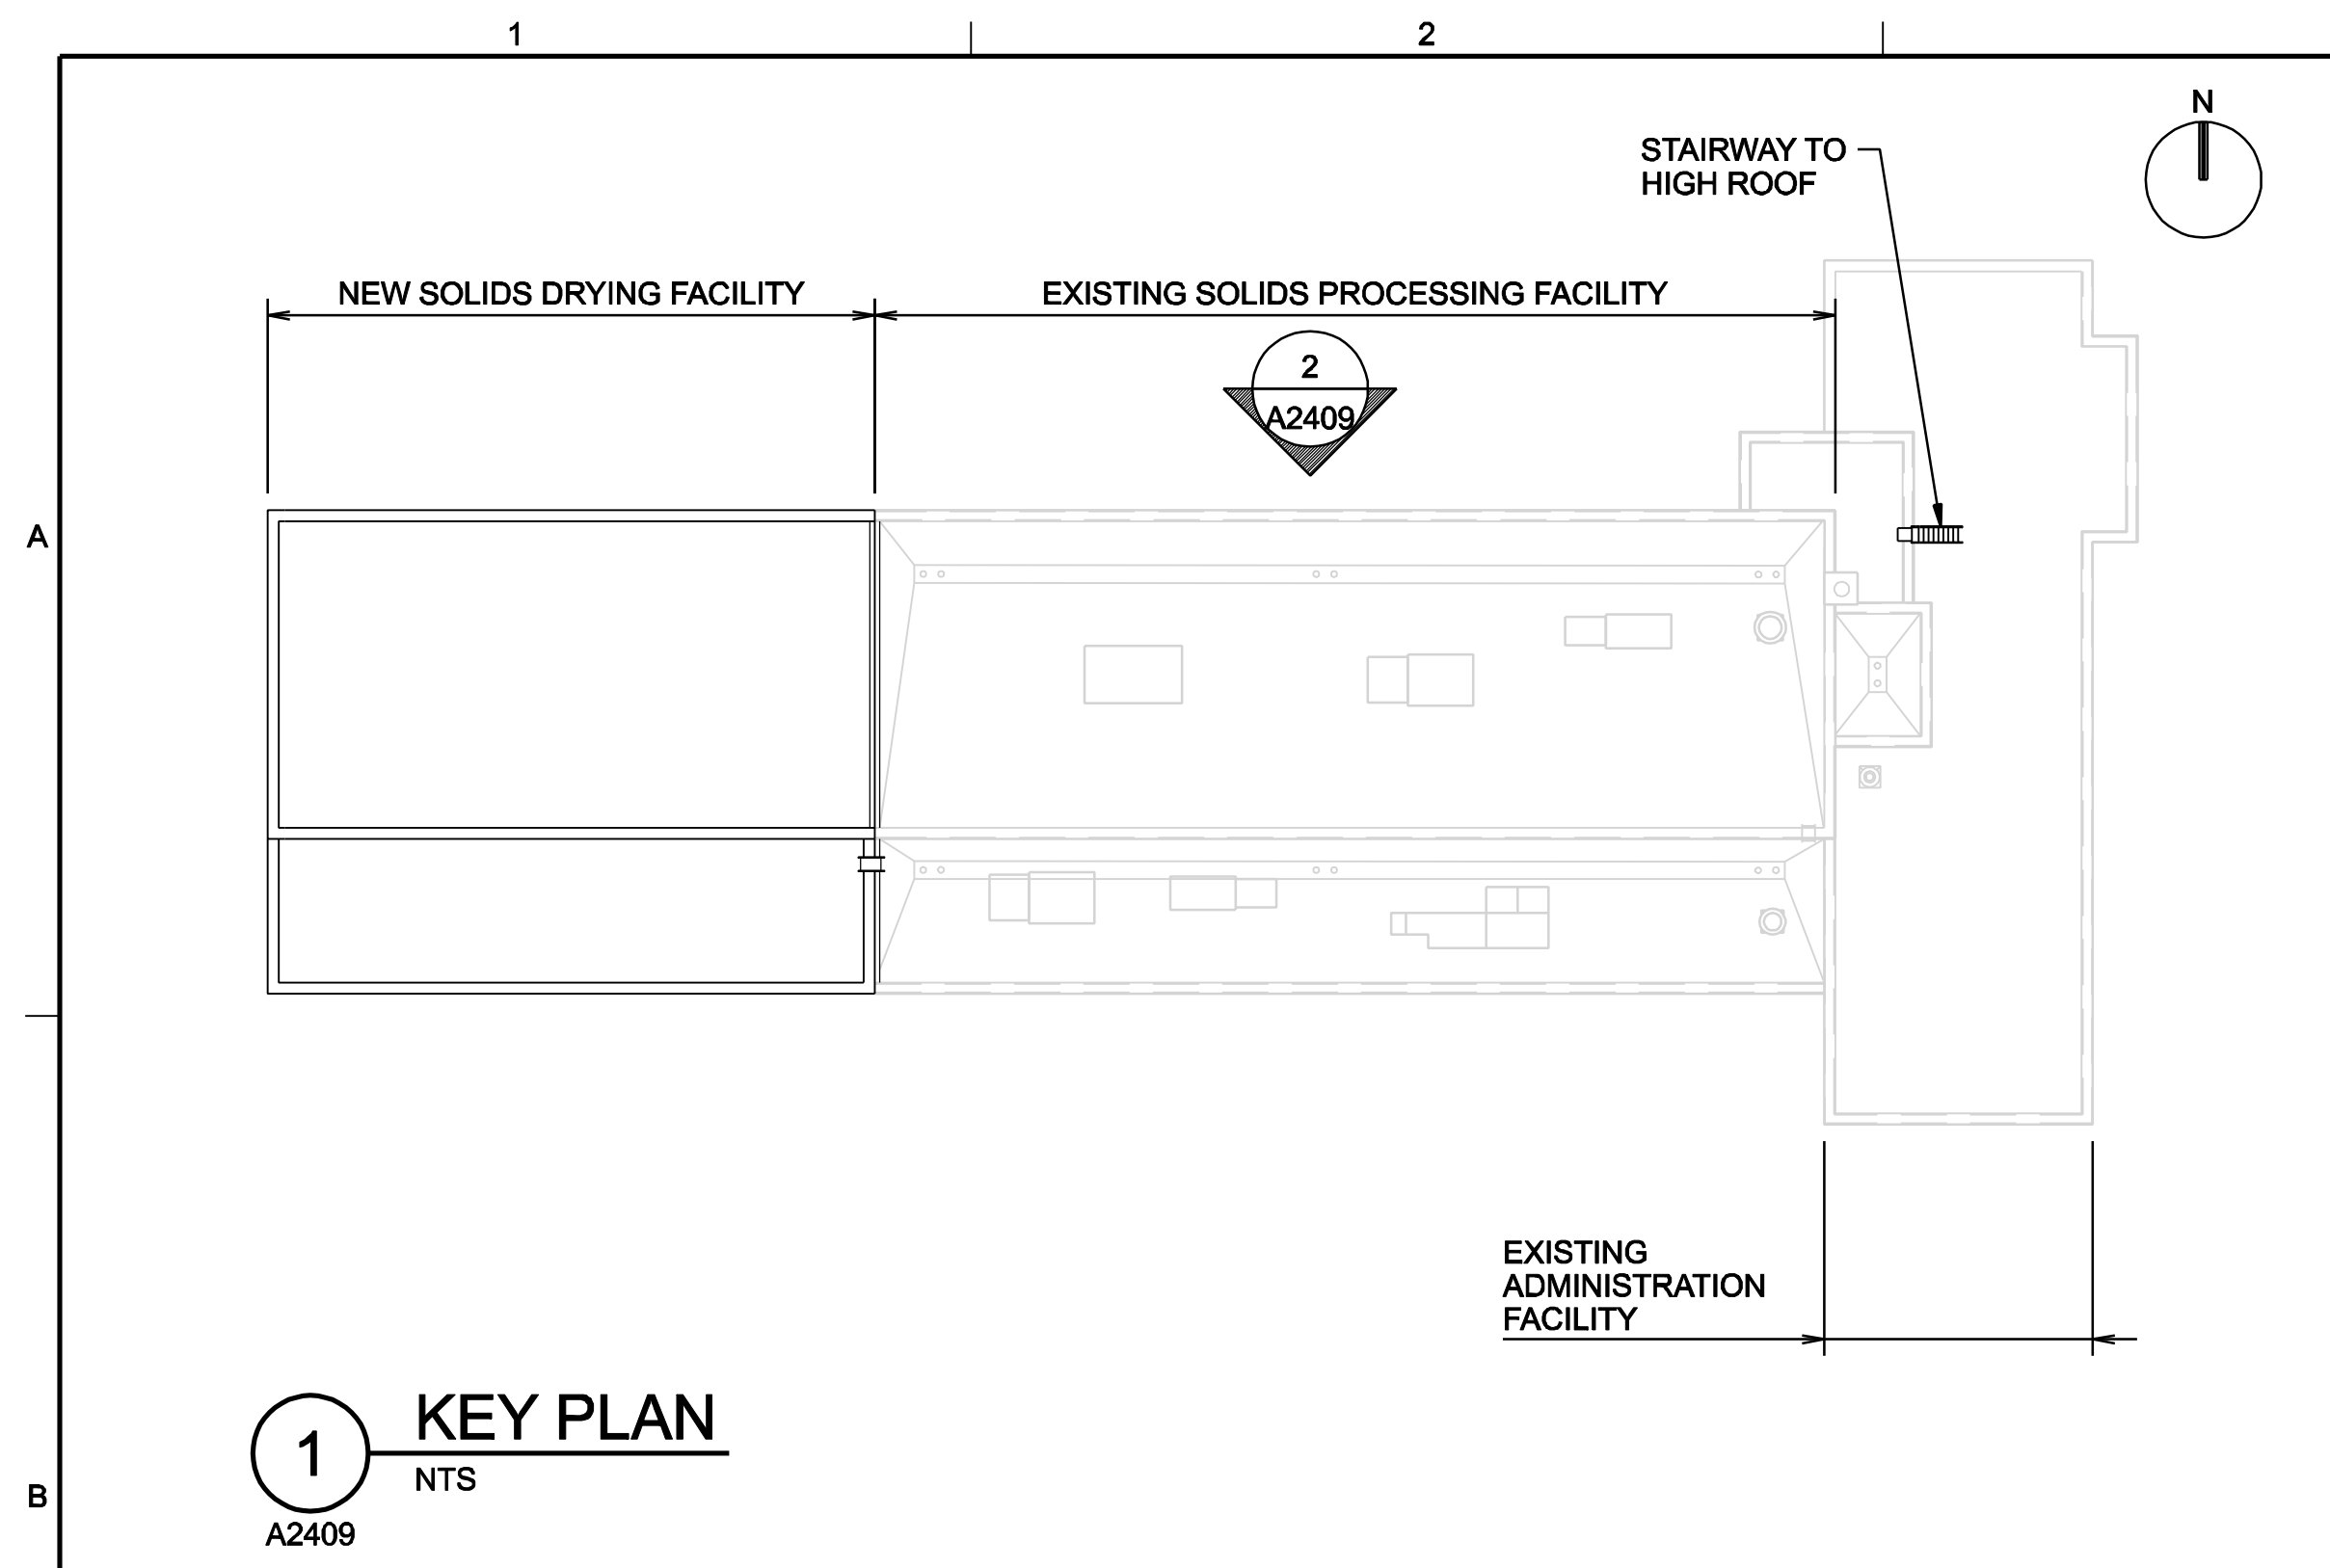 1
2
N
STAIRWAY TO
HIGH ROOF
NEW SOLIDS DRYING FACILITY
EXISTING SOLIDS PROCESSING FACILITY
2
A2409
A
EXISTING
ADMINISTRATION
FACILITY
1
KEY PLAN
NTS
A2409
B